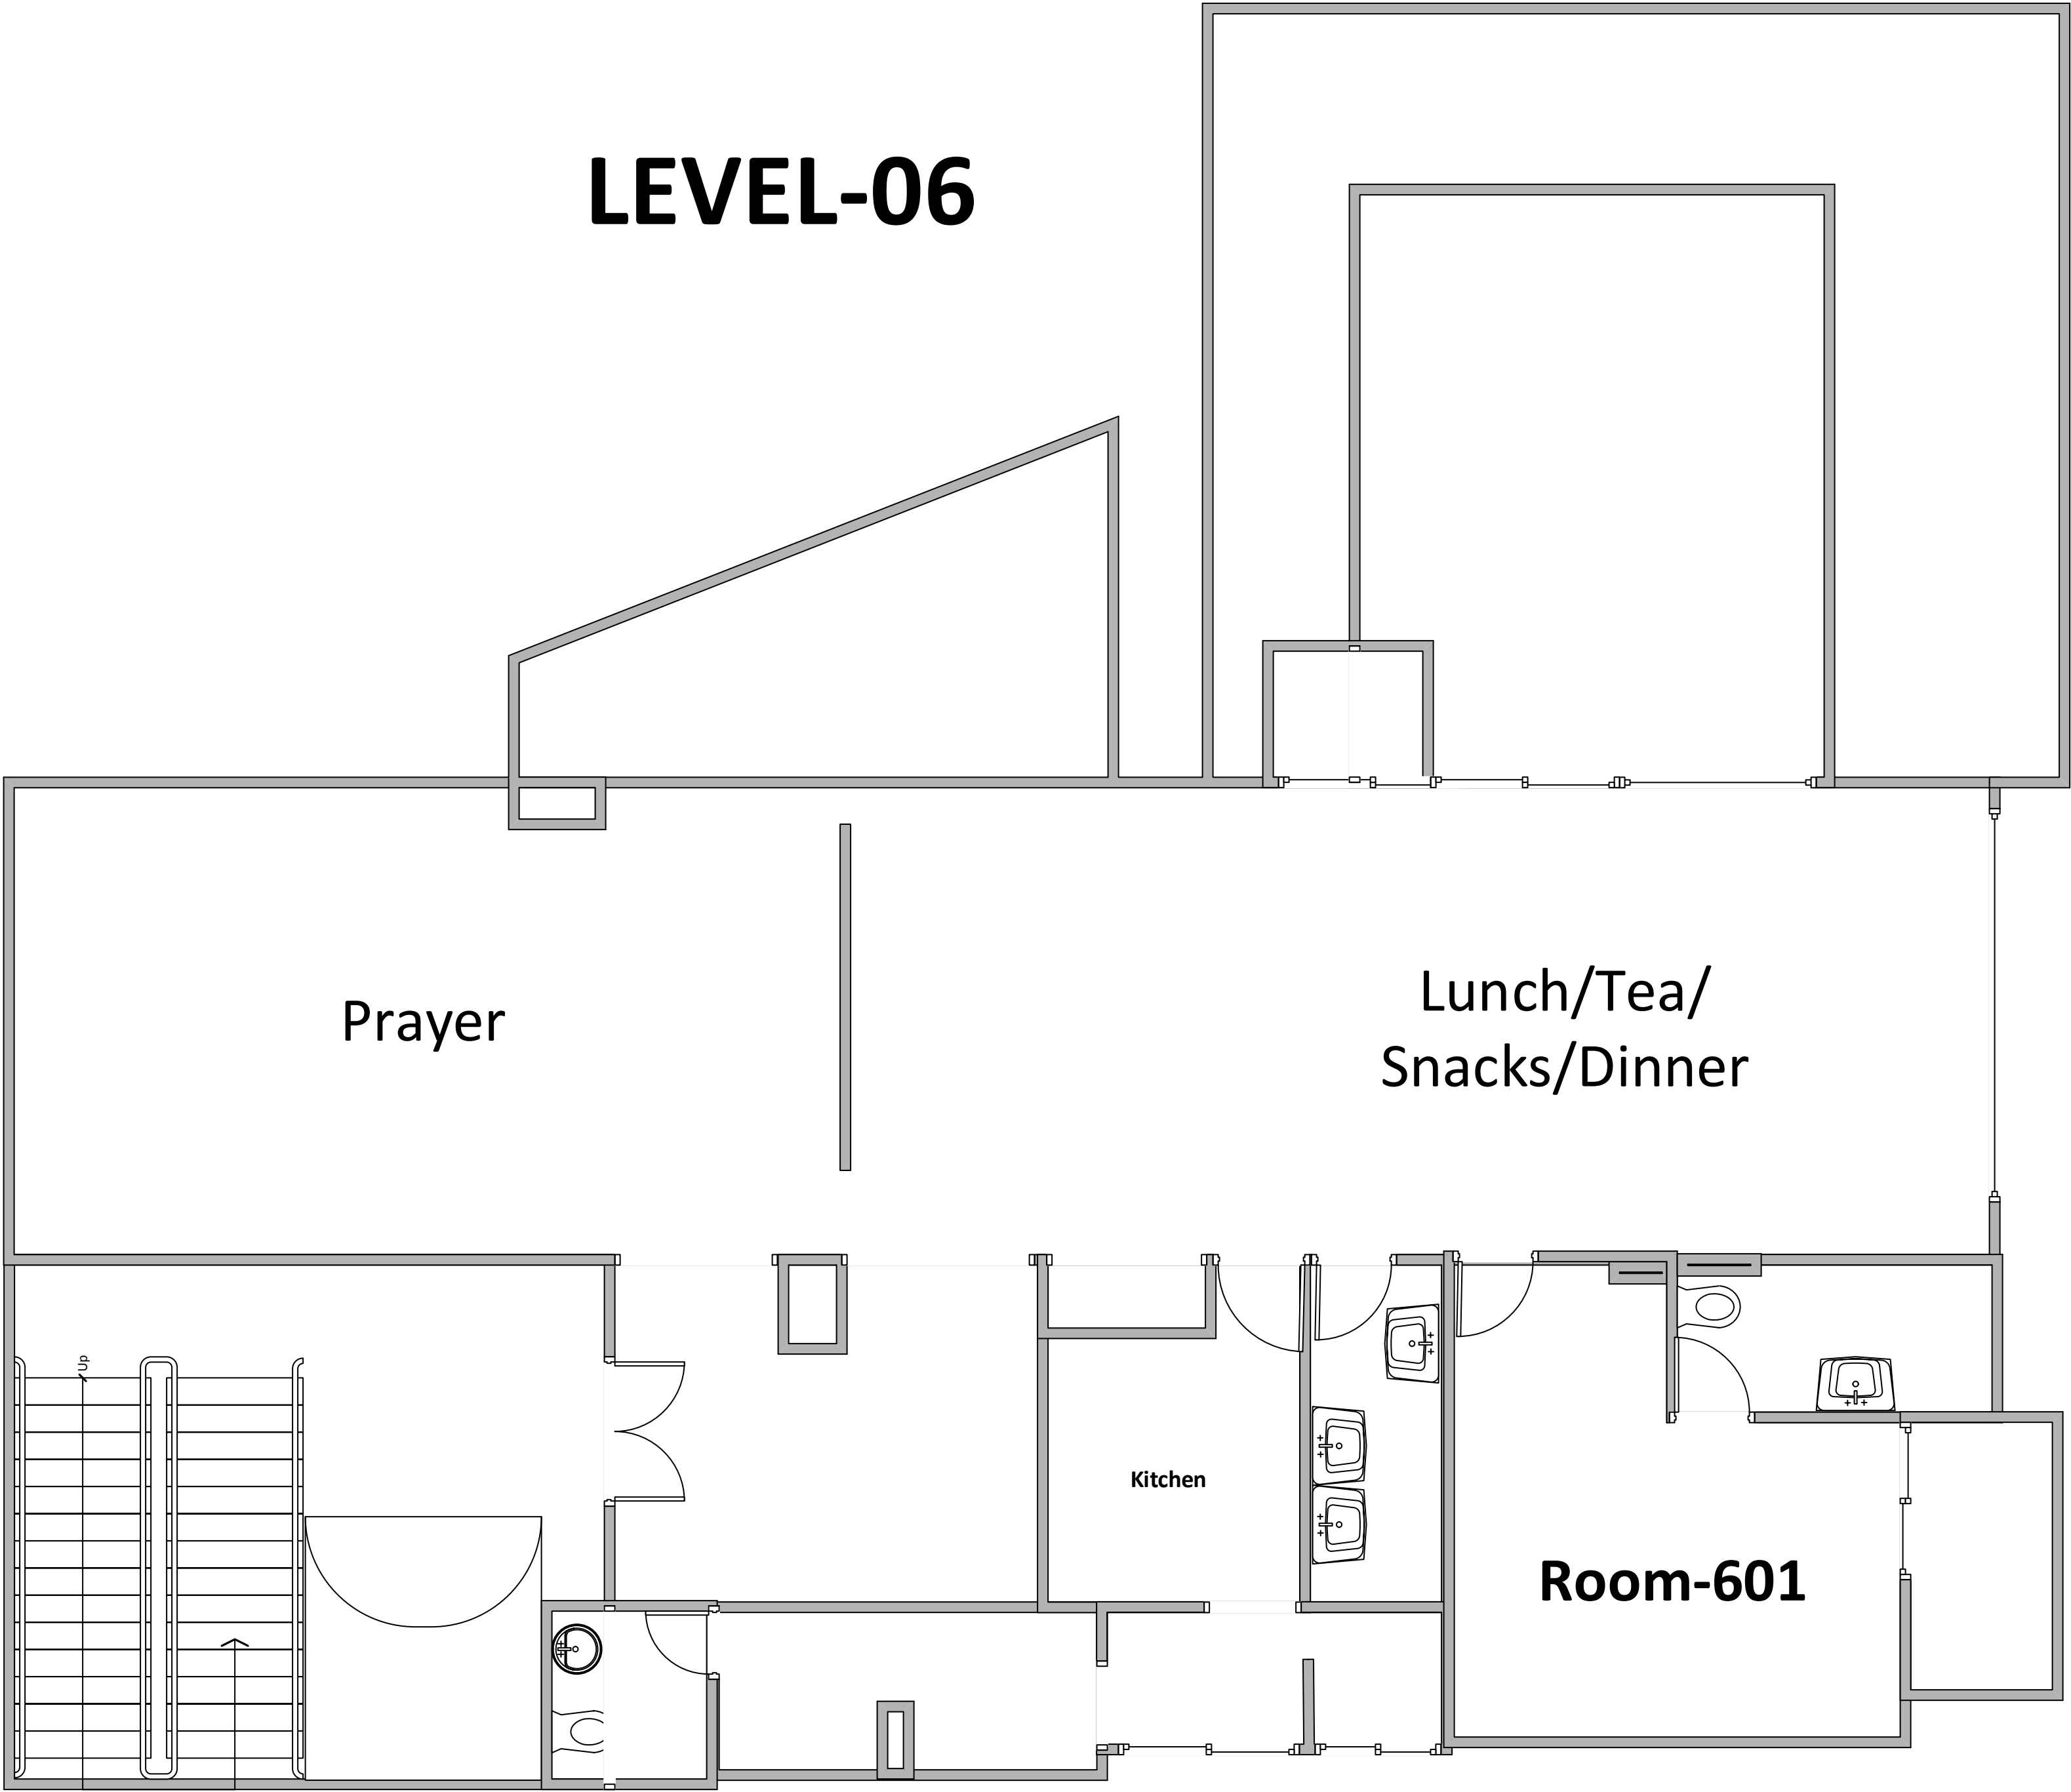 LEVEL-06
Prayer
Lunch/Tea/
Snacks/Dinner
Up
Kitchen
Room-601